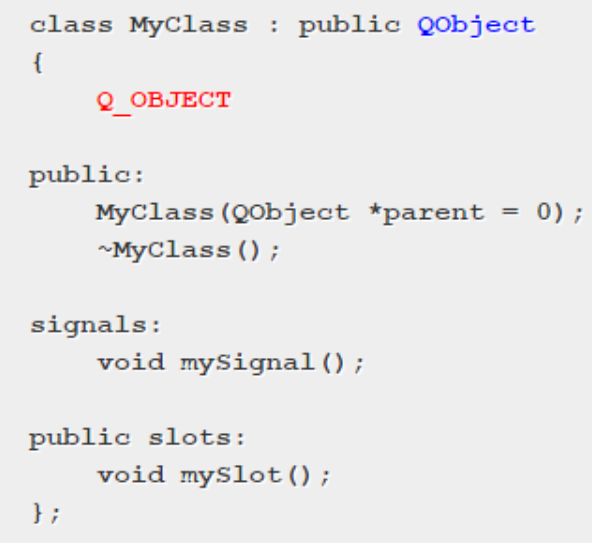 class MyClass : public QObject
{
    Q_OBJECT

public:
    MyClass(QObject *parent = 0);
    ~MyClass();

signals:
    void mySignal();

public slots:
    void mySlot();
};